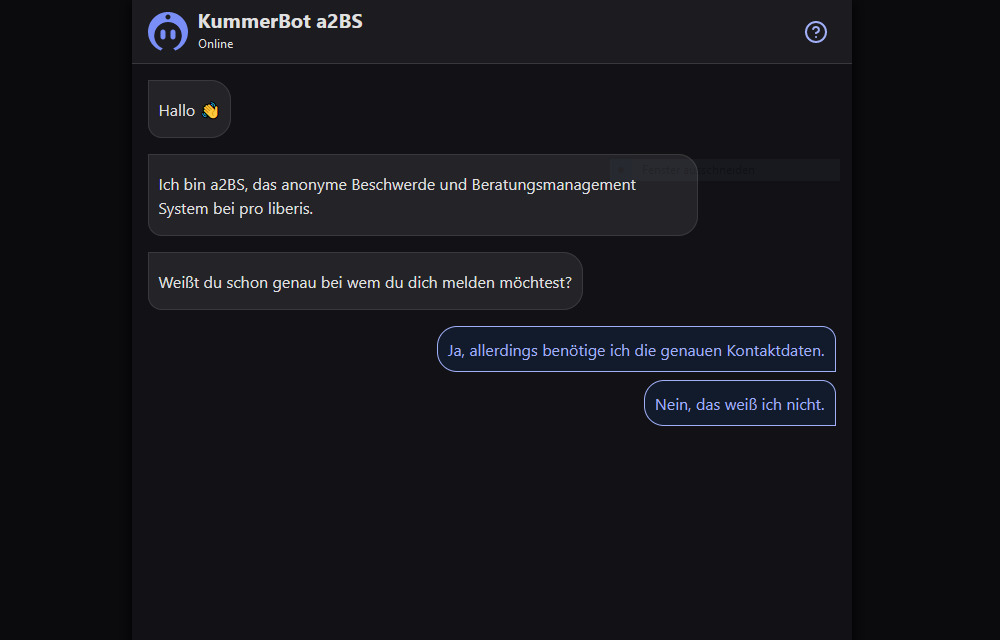 KummerBot a2BS
Online
Hallo 👋
Ich bin a2BS, das anonyme Beschwerde und Beratungsmanagement
System bei pro liberis.
Weißt du schon genau bei wem du dich melden möchtest?
Ja, allerdings benötige ich die genauen Kontaktdaten.
Nein, das weiß ich nicht.